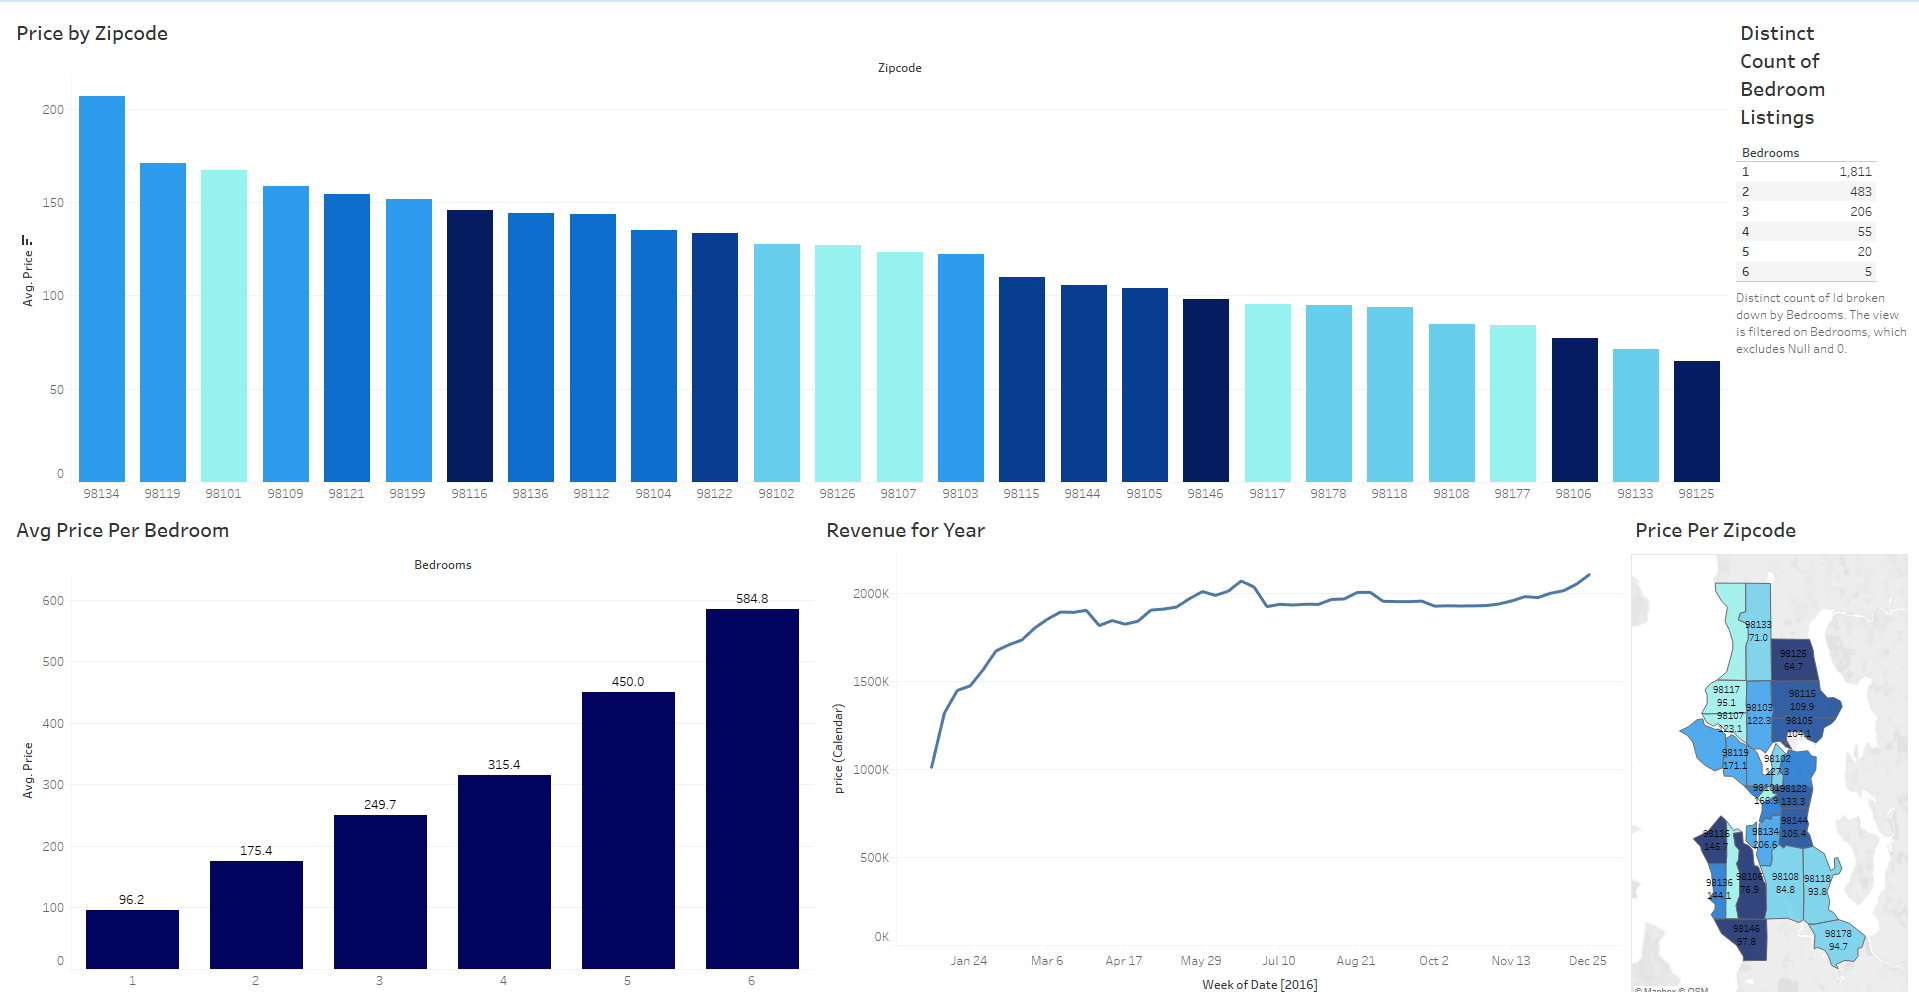 Price by Zipcode
Zipcode
Avg. Price
200
150
100
50
0
98134 98119 98101 98109 98121 98199 98116 98136 98112 98104 98122 98102 98126 98107 98103 98115 98144 98105 98146 98117 98178 98118 98108 98177 98106 98133 98125
Distinct
Count of
Bedroom
Listings
Bedrooms
1 1,811
2 483
3 206
4 55
5 20
6 5
Distinct count of Id broken
down by Bedrooms. The view
is filtered on Bedrooms, which
excludes Null and 0.
Avg Price Per Bedroom
Bedrooms
Avg. Price
600
500
400
300
200
100
0
96.2
175.4
249.7
315.4
450.0
584.8
1 2 3 4 5 6
Revenue for Year
price (Calendar)
2000K
1500K
1000K
500K
0K
Jan 24 Mar 6 Apr 17 May 29 Jul 10 Aug 21 Oct 2 Nov 13 Dec 25
Week of Date [2016]
Price Per Zipcode
98133
71.0
98125
64.7
98117
95.1
98115
109.9
98103
122.3
98107
123.1
98105
104.1
98119
171.1
98102
127.3
98101
166.9
98122
133.3
98144
105.4
98134
206.6
98116
145.7
98136
144.1
98106
76.9
98108
84.8
98118
93.8
98146
97.8
98178
94.7
© Mapbox © OSM